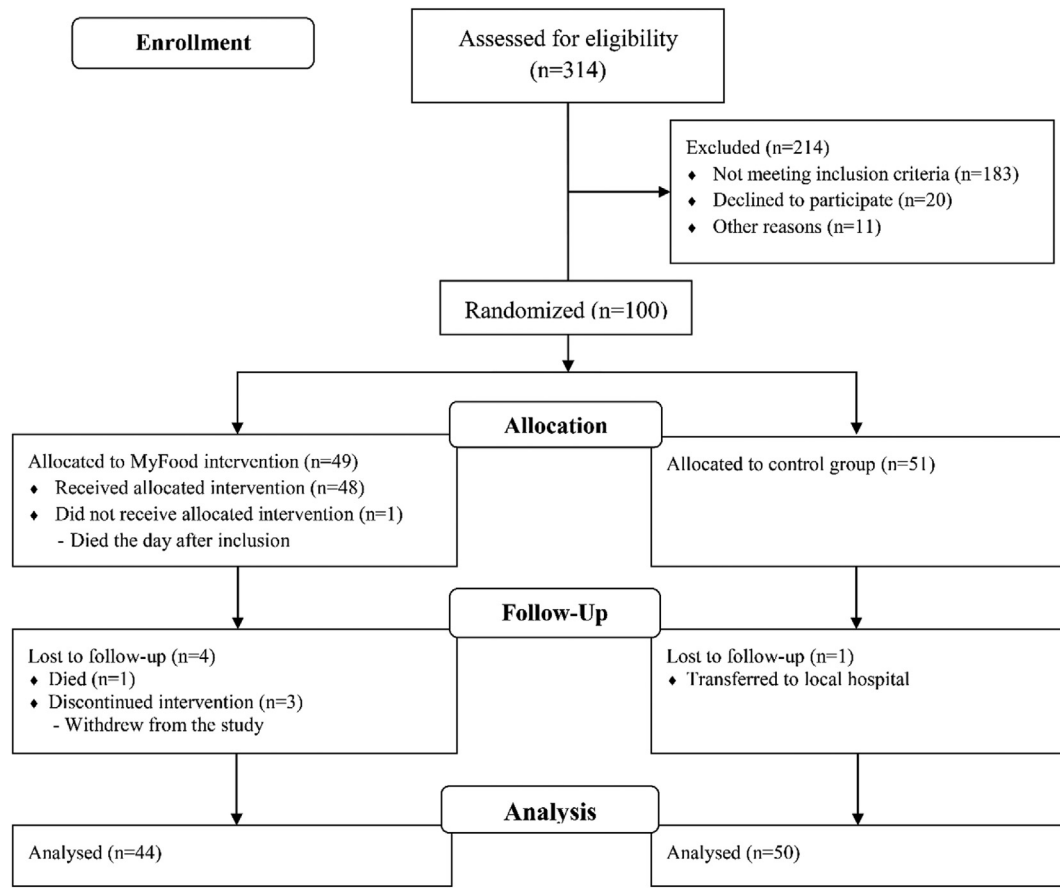 Enrollment
Assessed for eligibility
(n=314)
Excluded (n=214)
♦ Not meeting inclusion criteria (n=183)
♦ Declined to participate (n=20)
♦ Other reasons (n=11)
Randomized (n=100)
Allocation
Allocated to MyFood intervention (n=49)
♦ Received allocated intervention (n=48)
♦ Did not receive allocated intervention (n=1)
- Died the day after inclusion
Allocated to control group (n=51)
Follow-Up
Lost to follow-up (n=4)
♦ Died (n=1)
♦ Discontinued intervention (n=3)
- Withdrew from the study
Lost to follow-up (n=1)
♦ Transferred to local hospital
Analysis
Analysed (n=44)
Analysed (n=50)